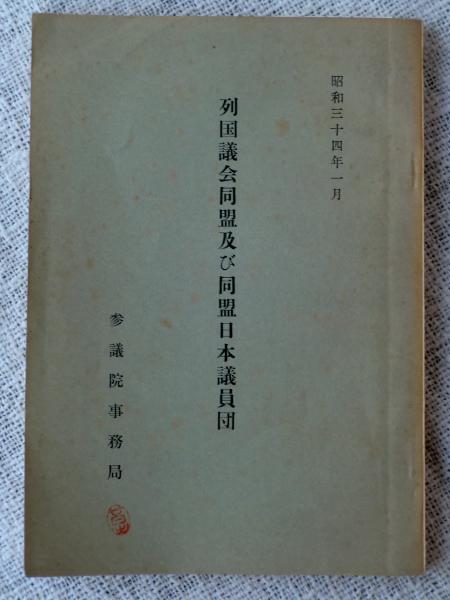 昭和三十四年一月
列国議会同盟及び同盟日本議員団
参議院事務局